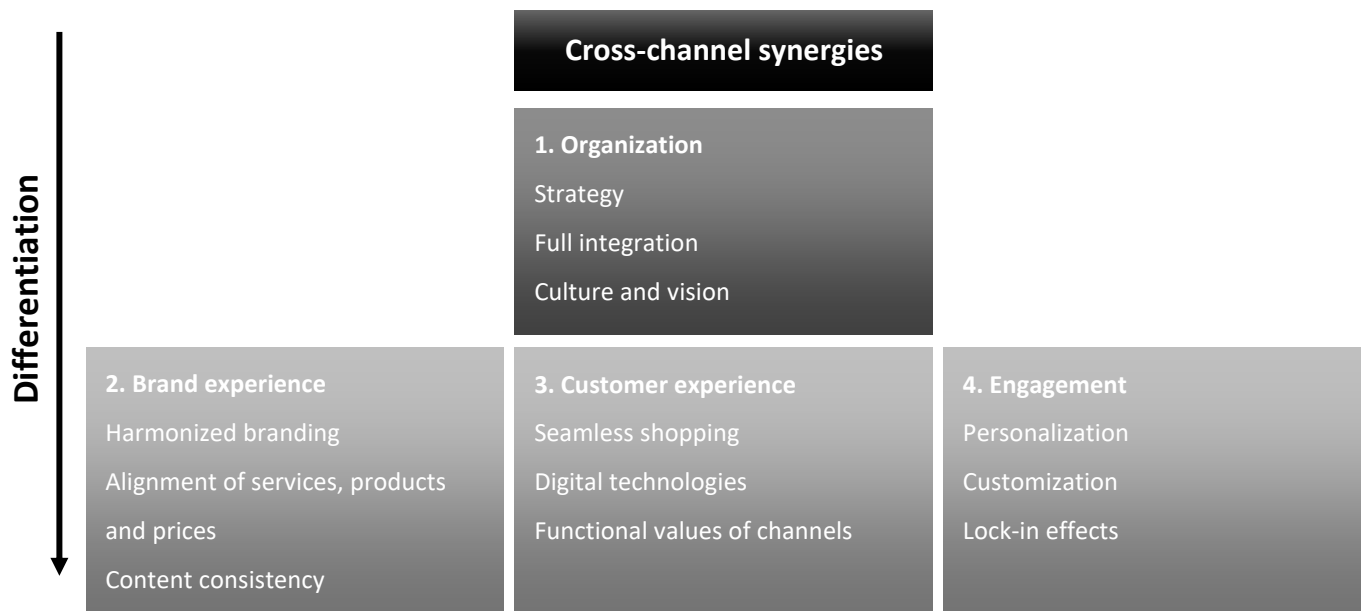 Cross-channel synergies
Differentiation
1. Organization
Strategy
Full integration
Culture and vision
2. Brand experience
Harmonized branding
Alignment of services, products
and prices
Content consistency
3. Customer experience
Seamless shopping
Digital technologies
Functional values of channels
4. Engagement
Personalization
Customization
Lock-in effects